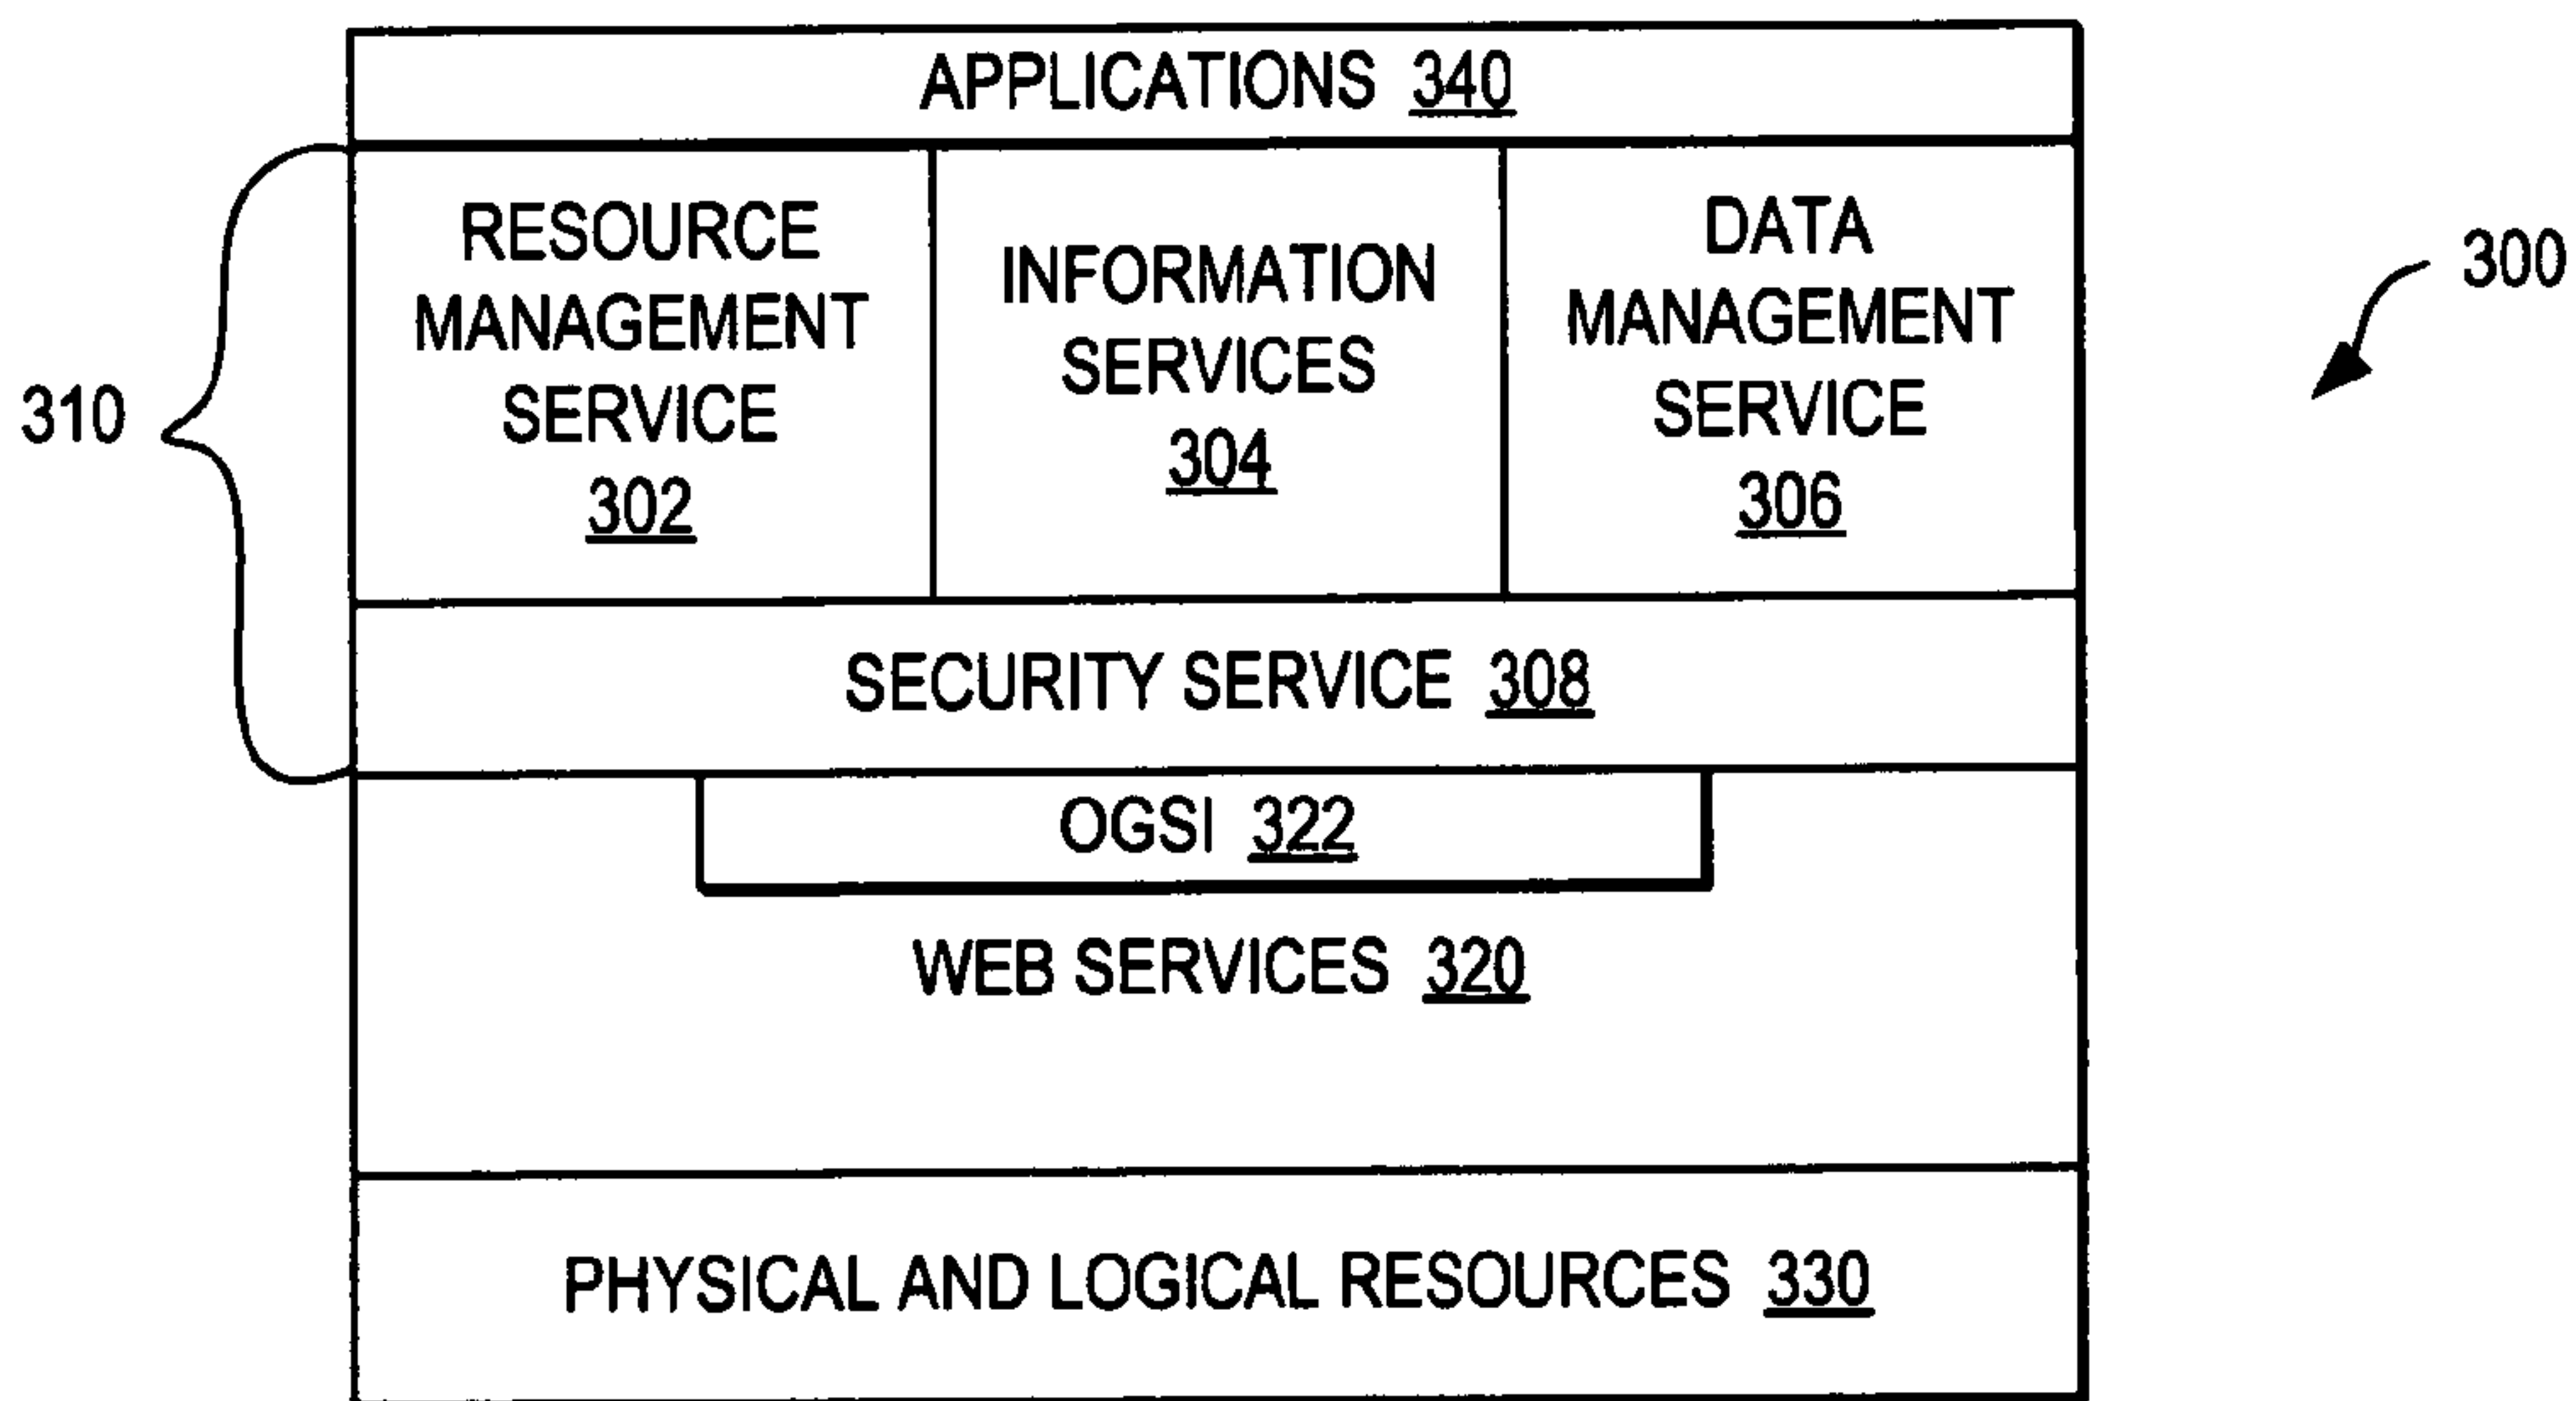 APPLICATIONS 340
RESOURCE
MANAGEMENT
SERVICE
302
INFORMATION
SERVICES
304
DATA
MANAGEMENT
SERVICE
306
300
310
SECURITY SERVICE 308
OGSI 322
WEB SERVICES 320
PHYSICAL AND LOGICAL RESOURCES 330